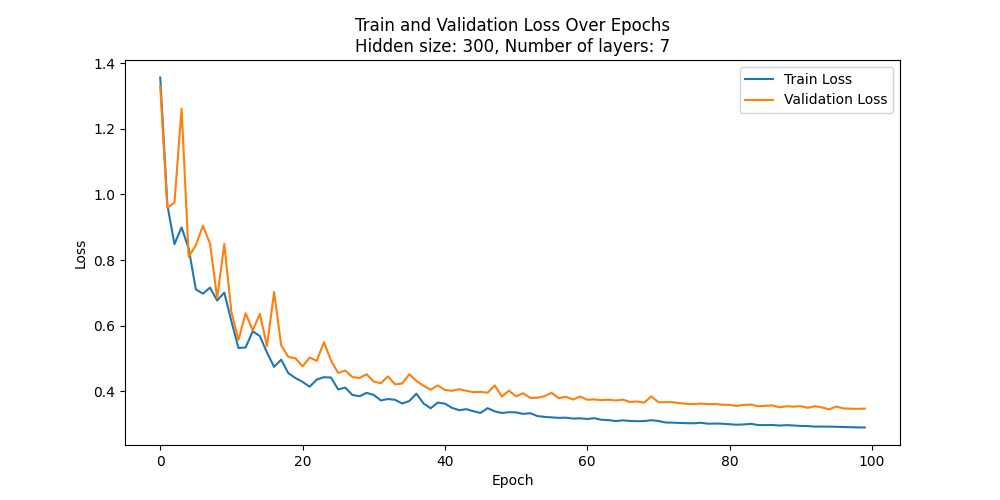 Train and Validation Loss Over Epochs
Hidden size: 300, Number of layers: 7
Train Loss
Validation Loss
1.4
1.2
1.0
0.8
0.6
0.4
Loss
0
20
40
60
80
100
Epoch